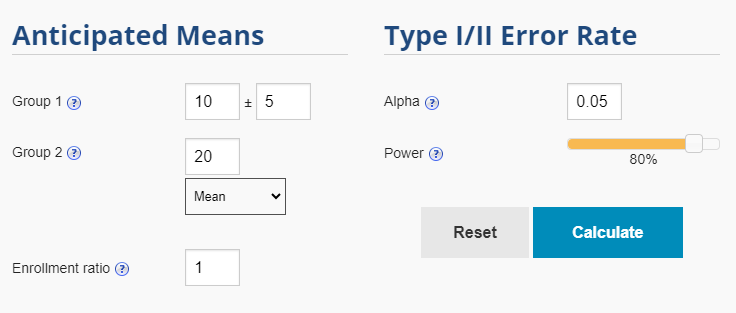 Anticipated Means
Group 1 ?
10 ± 5
Group 2 ?
20
Mean
Enrollment ratio ?
1
Type I/II Error Rate
Alpha ?
0.05
Power ?
80%
Reset
Calculate